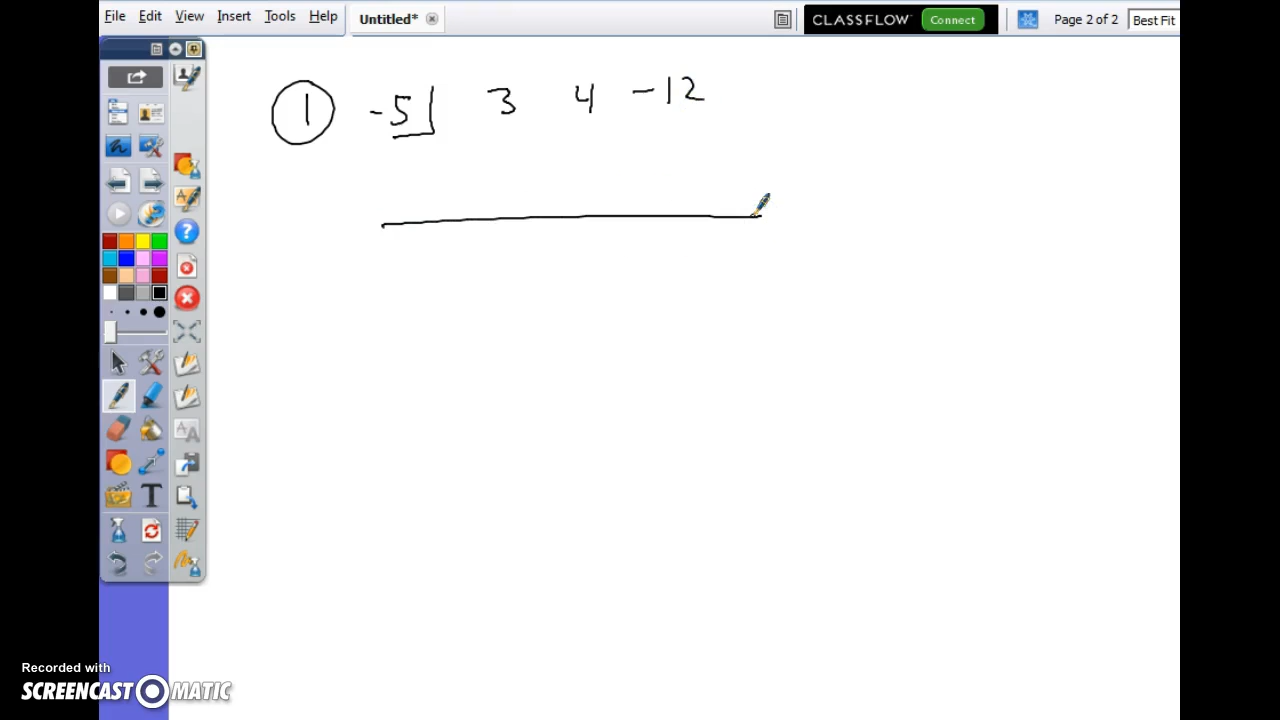 File Edit View Insert Tools Help Untitled* CLASSFLOW Connect Page 2 of 2 Best Fit
1 -5 3 4 -12
A
A A
T
Recorded with
SCREENCAST O MATIC